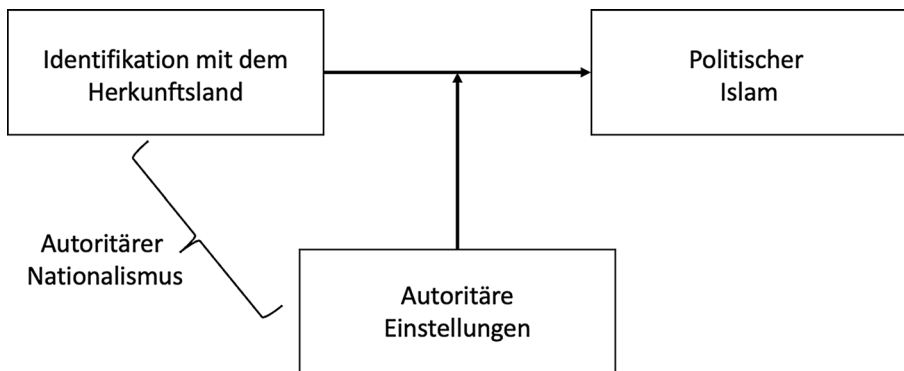 Identifikation mit dem
Herkunftsland
Politischer
Islam
Autoritärer
Nationalismus
Autoritäre
Einstellungen